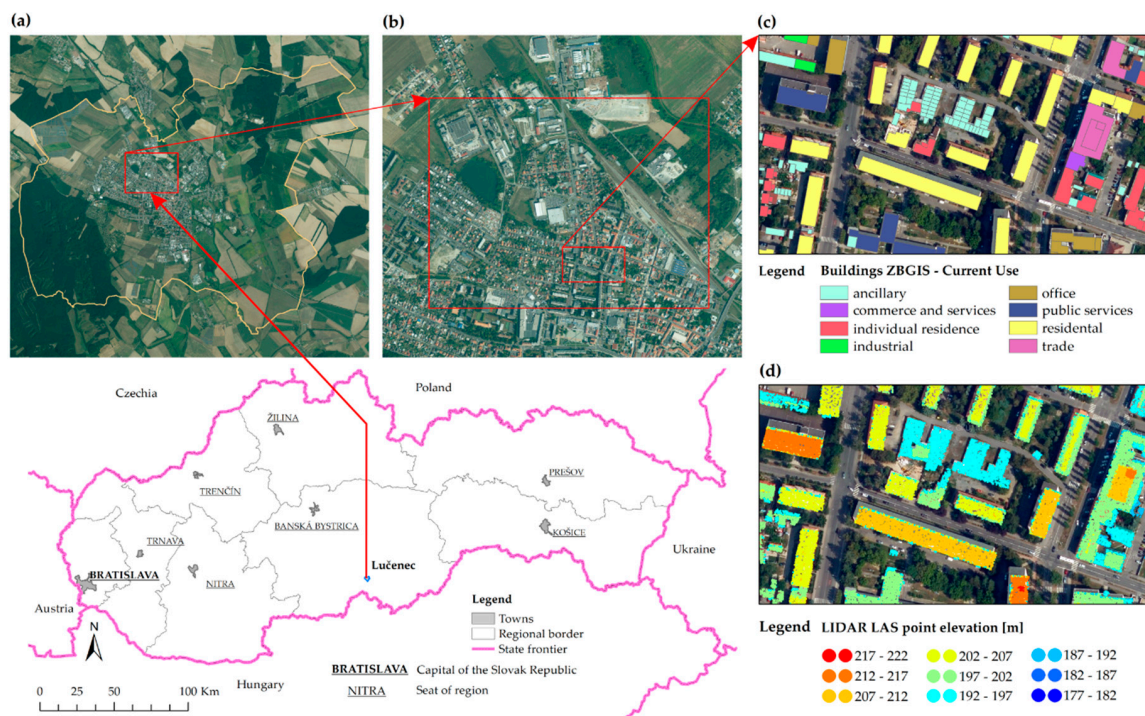 (a)
(b)
(c)
Legend Buildings ZBGIS - Current Use
ancillary
commerce and services
individual residence
industrial
office
public services
residental
trade
(d)
Legend LIDAR LAS point elevation [m]
217 - 222
212 - 217
207 - 212
202 - 207
197 - 202
192 - 197
187 - 192
182 - 187
177 - 182
Czechia
Poland
ŽILINA
TRENČÍN
PREŠOV
BANSKÁ BYSTRICA
KOŠICE
TRNAVA
Ukraine
BRATISLAVA
NITRA
Lučenec
Austria
Legend
Towns
Regional border
State frontier
N
BRATISLAVA Capital of the Slovak Republic
NITRA Seat of region
Hungary
0 25 50 100 Km